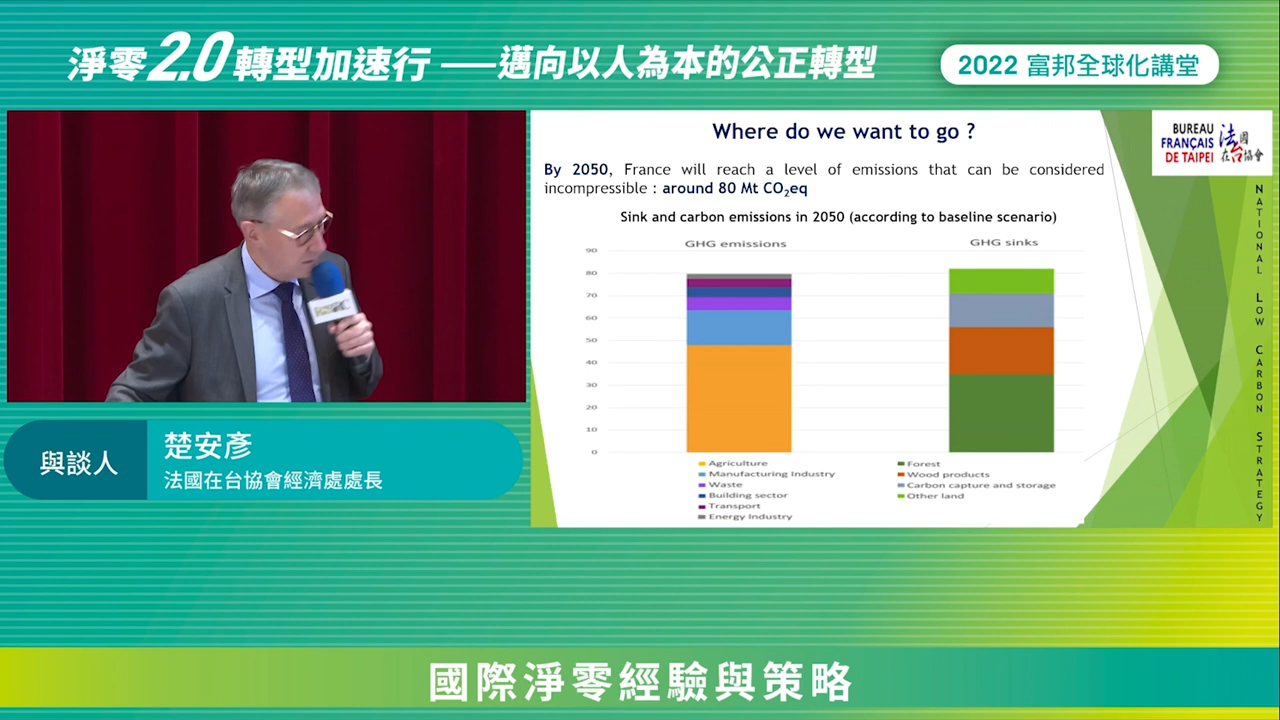 淨零2.0轉型加速行——邁向以人為本的公正轉型
2022 富邦全球化講堂
Where do we want to go ?
By 2050, France will reach a level of emissions that can be considered
incompressible : around 80 Mt CO₂eq
Sink and carbon emissions in 2050 (according to baseline scenario)
GHG emissions
GHG sinks
90
80
70
60
50
40
30
20
10
0
Agriculture
Manufacturing Industry
Waste
Building sector
Transport
Energy Industry
Forest
Wood products
Carbon capture and storage
Other land
BUREAU
FRANÇAIS
DE TAIPEI
法國
在台協會
NATIONAL LOW CARBON STRATEGY
與談人
楚安彥
法國在台協會經濟處處長
國際淨零經驗與策略